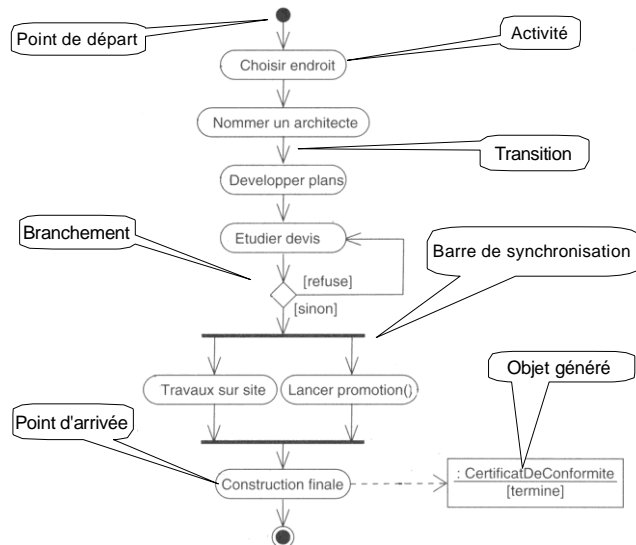 Point de départ
Activité
Choisir endroit
Nommer un architecte
Transition
Developper plans
Branchement
Etudier devis
Barre de synchronisation
[refuse]
[sinon]
Objet généré
Travaux sur site
Lancer promotion()
Point d'arrivée
: CertificatDeConformite
Construction finale
[termine]